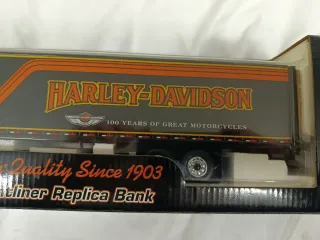 HARLEY-DAVIDSON
100 YEARS OF GREAT MOTORCYCLES
Quality Since 1903
liner Replica Bank